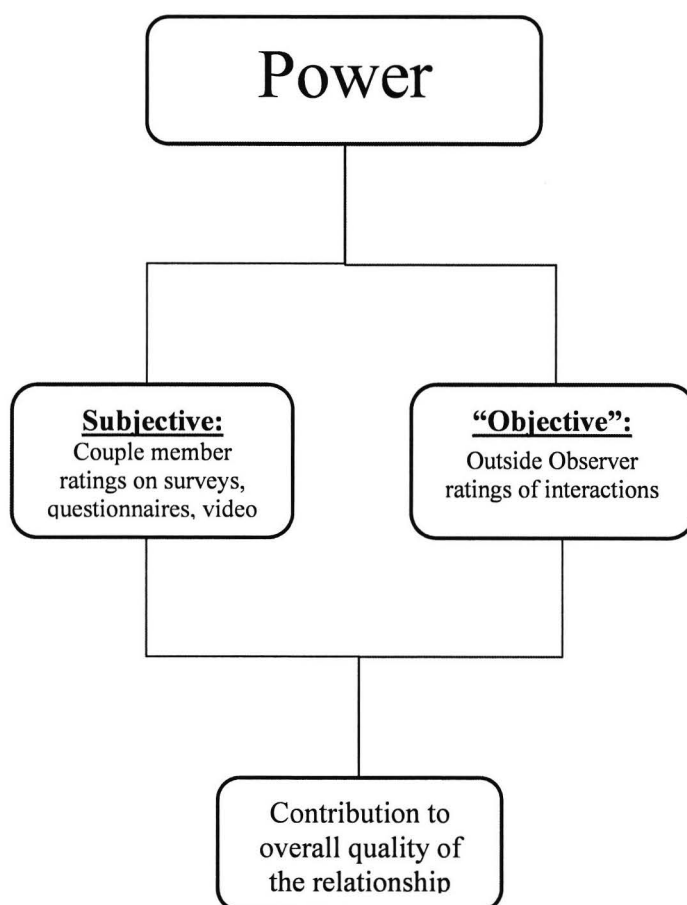 Power
Subjective:
Couple member
ratings on surveys,
questionnaires, video
“Objective”:
Outside Observer
ratings of interactions
Contribution to
overall quality of
the relationship